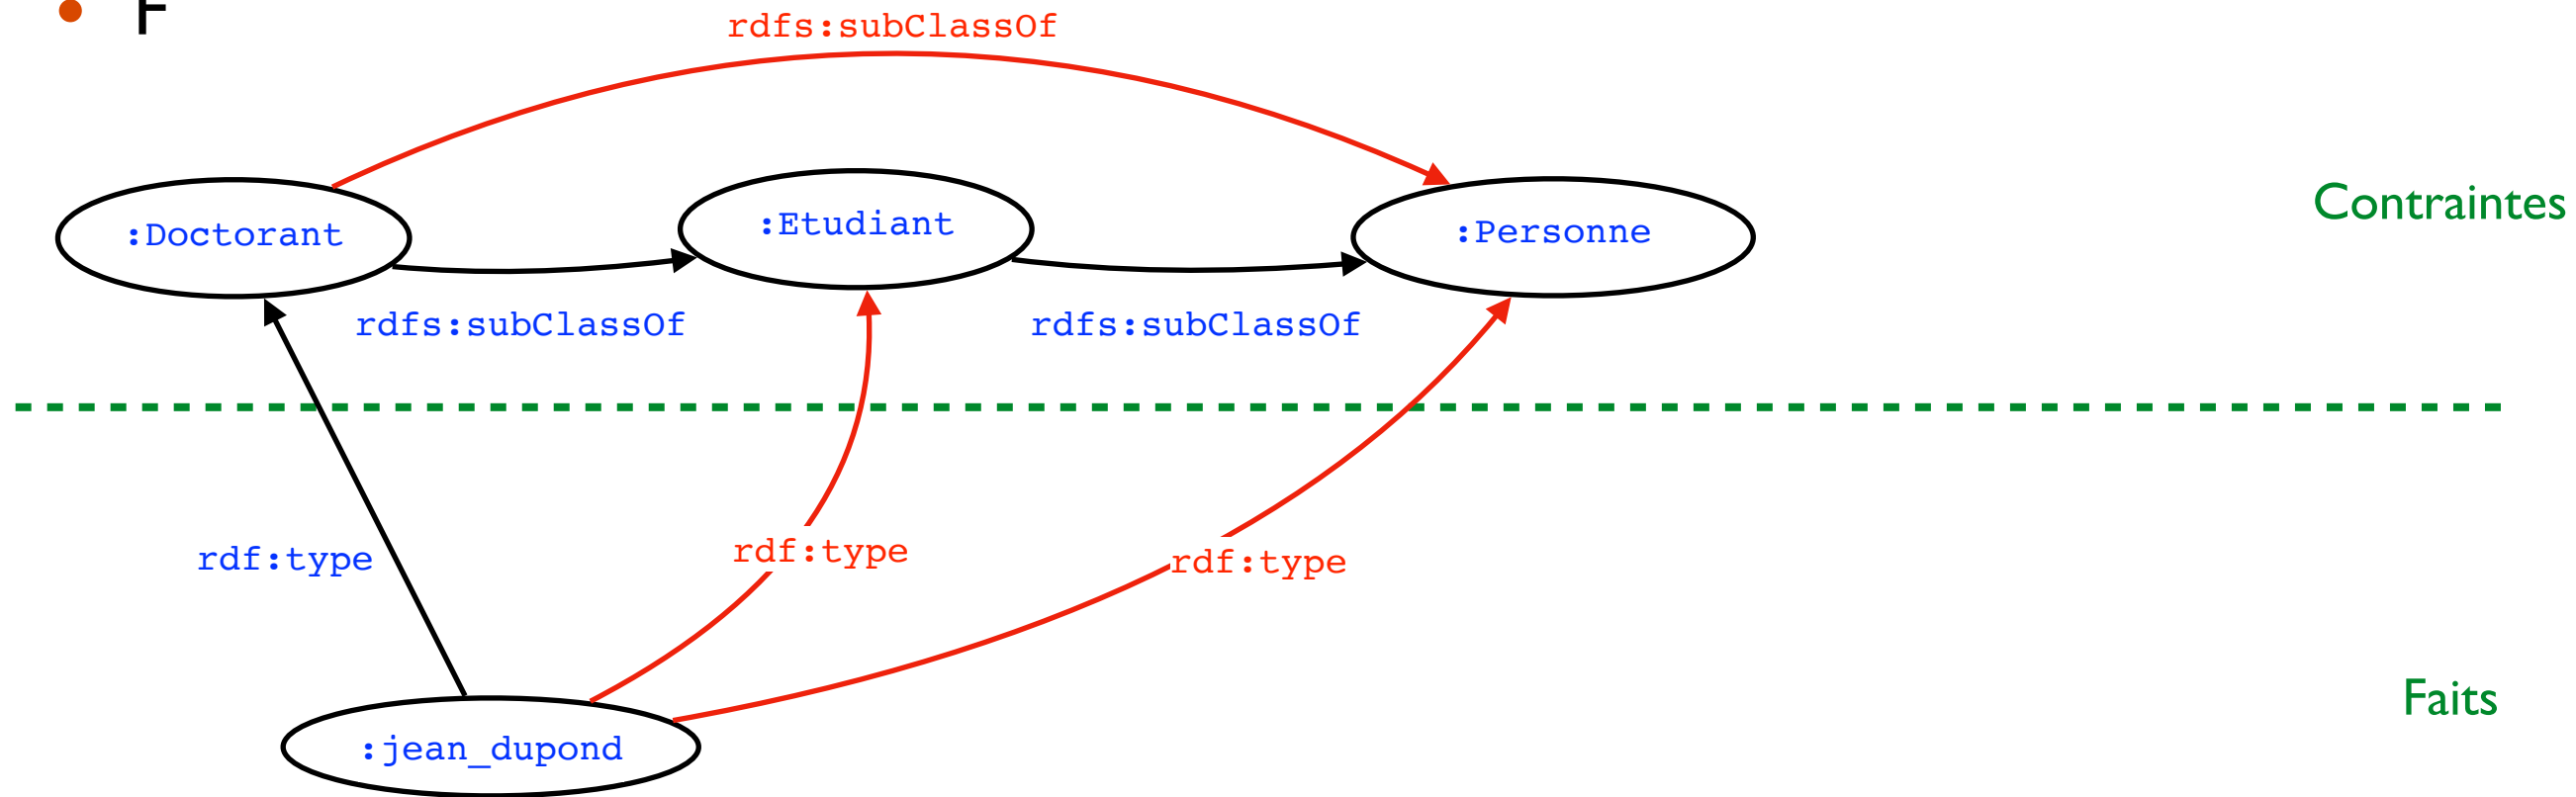 rdfs:subClassOf
:Doctorant
:Etudiant
:Personne
Contraintes
rdfs:subClassOf
rdfs:subClassOf
rdf:type
rdf:type
rdf:type
Faits
:jean_dupond